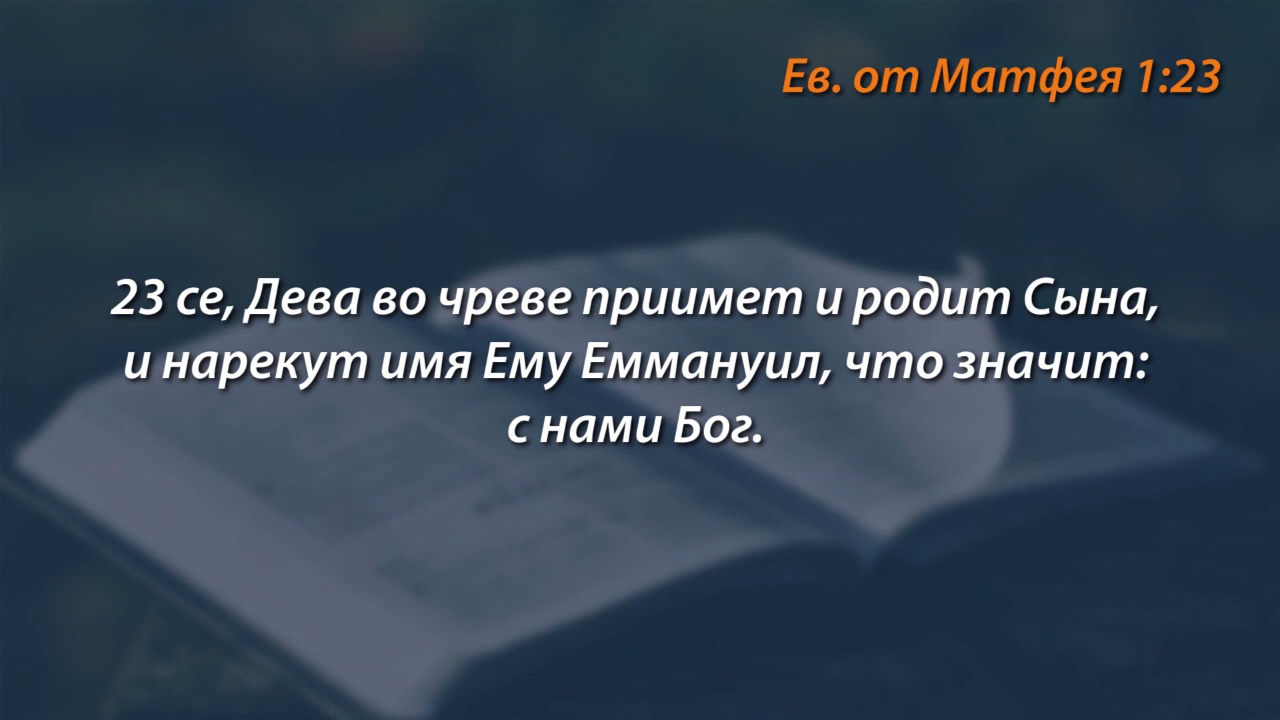 Ев. от Матфея 1:23
23 се, Дева во чреве приимет и родит Сына,
и нарекут имя Ему Еммануил, что значит:
с нами Бог.